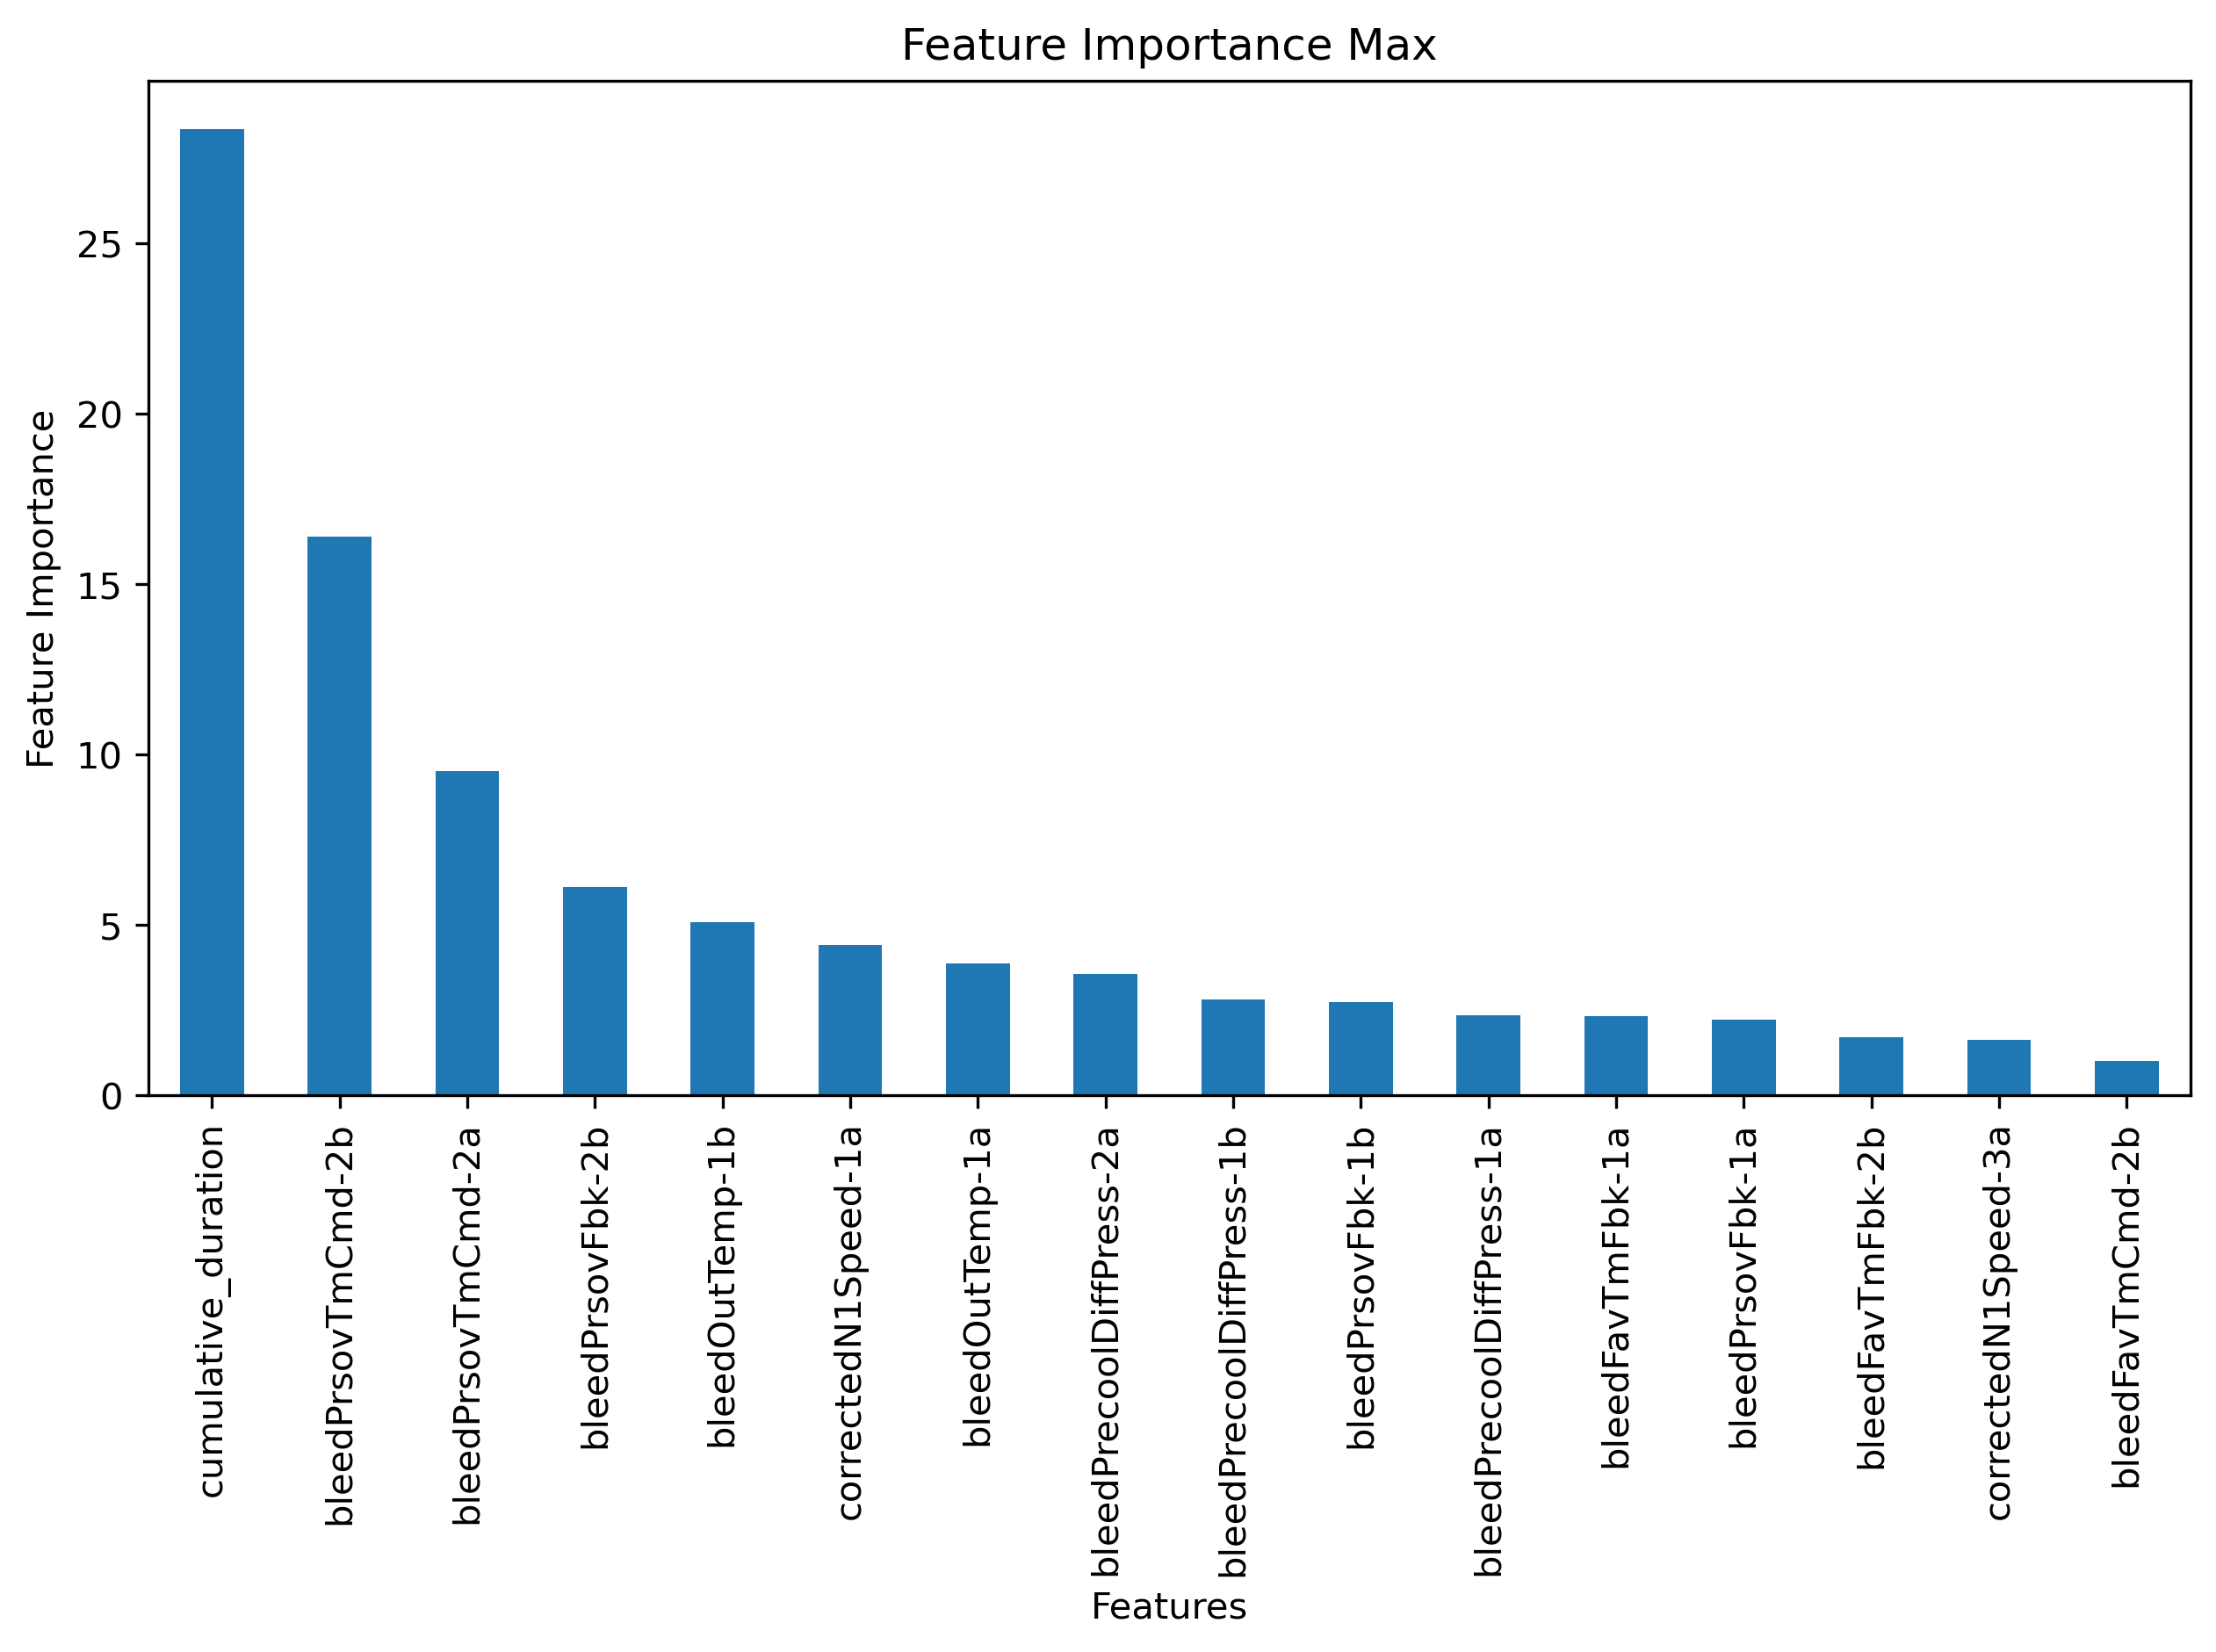 Feature Importance Max
Feature Importance
25
20
15
10
5
0
cumulative_duration
bleedPrsovTmCmd-2b
bleedPrsovTmCmd-2a
bleedPrsovFbk-2b
bleedOutTemp-1b
correctedN1Speed-1a
bleedOutTemp-1a
bleedPrecoolDiffPress-2a
bleedPrecoolDiffPress-1b
bleedPrsovFbk-1b
bleedPrecoolDiffPress-1a
bleedFavTmFbk-1a
bleedPrsovFbk-1a
bleedFavTmFbk-2b
correctedN1Speed-3a
bleedFavTmCmd-2b
Features